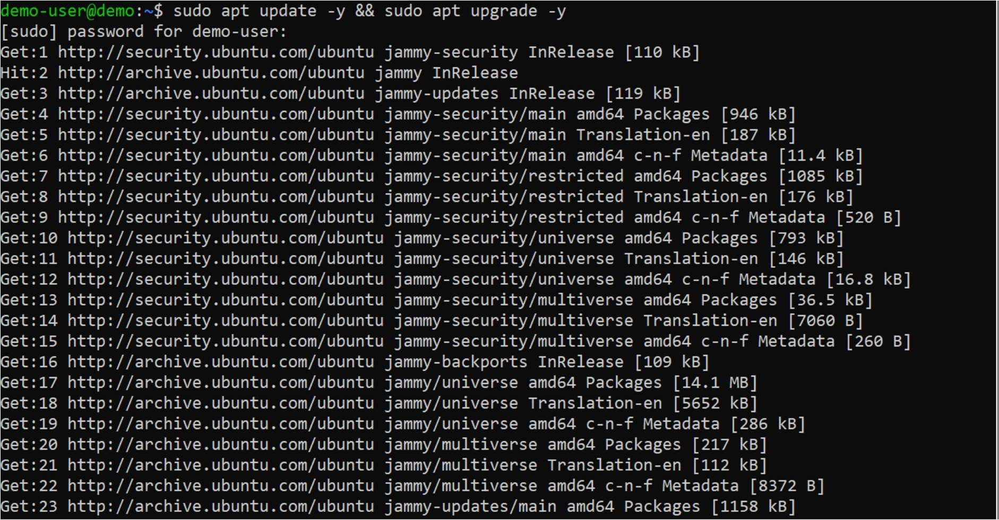 demo-user@demo:~$ sudo apt update -y && sudo apt upgrade -y
[sudo] password for demo-user:
Get:1 http://security.ubuntu.com/ubuntu jammy-security InRelease [110 kB]
Hit:2 http://archive.ubuntu.com/ubuntu jammy InRelease
Get:3 http://archive.ubuntu.com/ubuntu jammy-updates InRelease [119 kB]
Get:4 http://security.ubuntu.com/ubuntu jammy-security/main amd64 Packages [946 kB]
Get:5 http://security.ubuntu.com/ubuntu jammy-security/main Translation-en [187 kB]
Get:6 http://security.ubuntu.com/ubuntu jammy-security/main amd64 c-n-f Metadata [11.4 kB]
Get:7 http://security.ubuntu.com/ubuntu jammy-security/restricted amd64 Packages [1085 kB]
Get:8 http://security.ubuntu.com/ubuntu jammy-security/restricted Translation-en [176 kB]
Get:9 http://security.ubuntu.com/ubuntu jammy-security/restricted amd64 c-n-f Metadata [520 B]
Get:10 http://security.ubuntu.com/ubuntu jammy-security/universe amd64 Packages [793 kB]
Get:11 http://security.ubuntu.com/ubuntu jammy-security/universe Translation-en [146 kB]
Get:12 http://security.ubuntu.com/ubuntu jammy-security/universe amd64 c-n-f Metadata [16.8 kB]
Get:13 http://security.ubuntu.com/ubuntu jammy-security/multiverse amd64 Packages [36.5 kB]
Get:14 http://security.ubuntu.com/ubuntu jammy-security/multiverse Translation-en [7060 B]
Get:15 http://security.ubuntu.com/ubuntu jammy-security/multiverse amd64 c-n-f Metadata [260 B]
Get:16 http://archive.ubuntu.com/ubuntu jammy-backports InRelease [109 kB]
Get:17 http://archive.ubuntu.com/ubuntu jammy/universe amd64 Packages [14.1 MB]
Get:18 http://archive.ubuntu.com/ubuntu jammy/universe Translation-en [5652 kB]
Get:19 http://archive.ubuntu.com/ubuntu jammy/universe amd64 c-n-f Metadata [286 kB]
Get:20 http://archive.ubuntu.com/ubuntu jammy/multiverse amd64 Packages [217 kB]
Get:21 http://archive.ubuntu.com/ubuntu jammy/multiverse Translation-en [112 kB]
Get:22 http://archive.ubuntu.com/ubuntu jammy/multiverse amd64 c-n-f Metadata [8372 B]
Get:23 http://archive.ubuntu.com/ubuntu jammy-updates/main amd64 Packages [1158 kB]